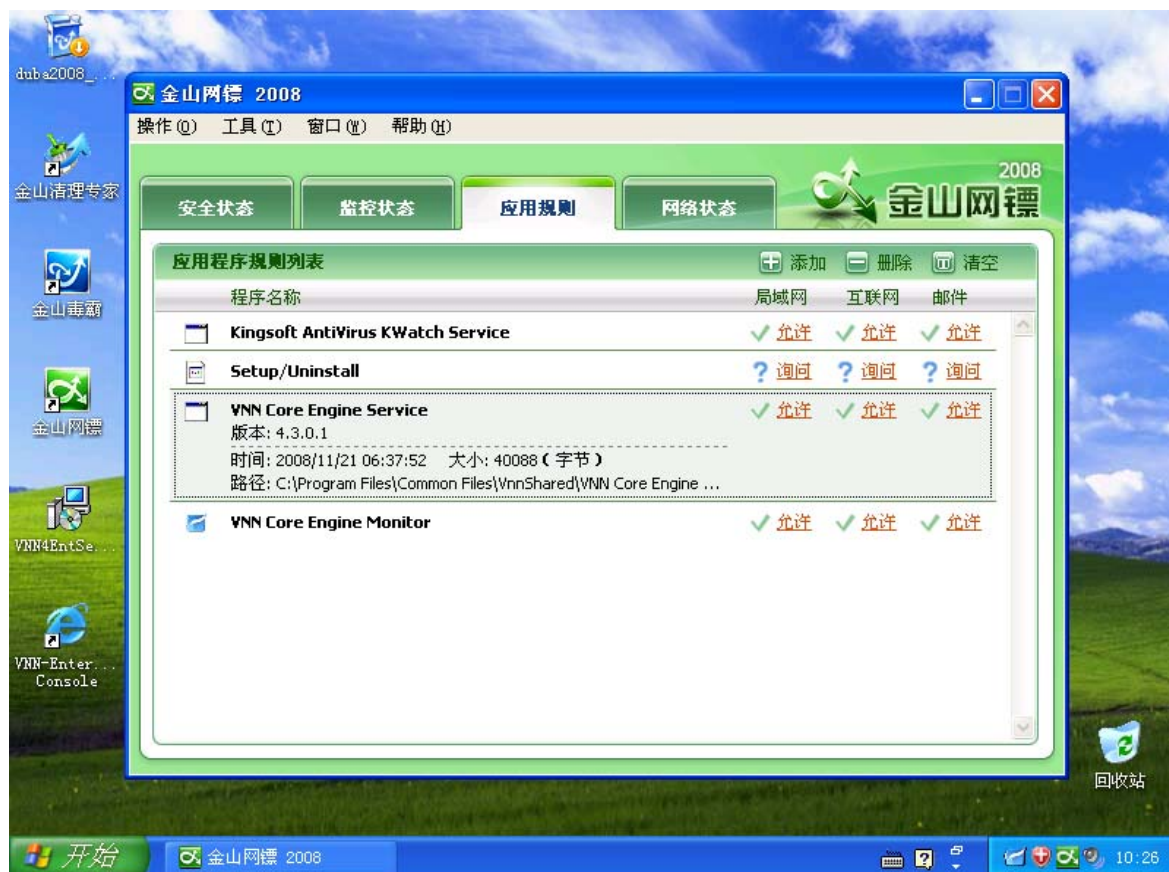 duba2008_...
金山清理专家
金山毒霸
金山网镖
VNN4EntSe...
VNN-Enter...
Console
金山网镖 2008
操作(O) 工具(T) 窗口(W) 帮助(H)
安全状态 监控状态 应用规则 网络状态
2008
金山网镖
应用程序规则列表 添加 删除 清空
程序名称 局域网 互联网 邮件
Kingsoft AntiVirus KWatch Service 允许 允许 允许
Setup/Uninstall ? 询问 ? 询问 ? 询问
VNN Core Engine Service 允许 允许 允许
版本: 4.3.0.1
时间: 2008/11/21 06:37:52 大小: 40088 ( 字节 )
路径: C:\Program Files\Common Files\VnnShared\VNN Core Engine ...
VNN Core Engine Monitor 允许 允许 允许
回收站
开始 金山网镖 2008 10:26